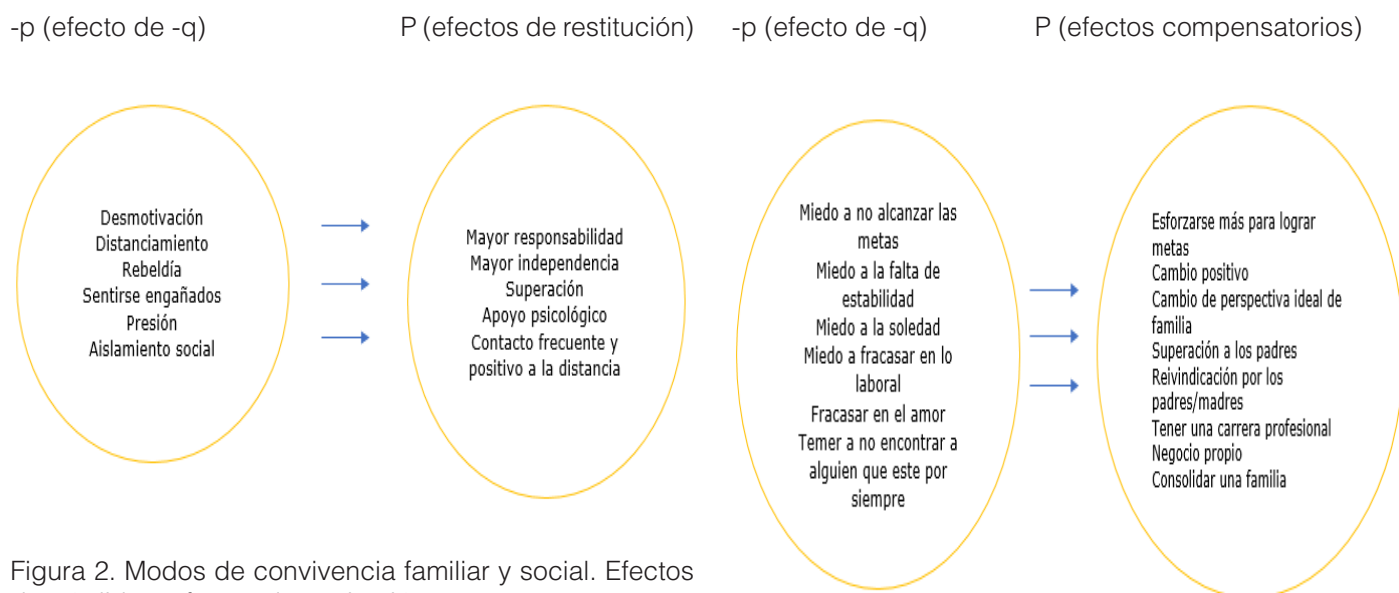 -p (efecto de -q)
P (efectos de restitución)
Desmotivación
Distanciamiento
Rebeldía
Sentirse engañados
Presión
Aislamiento social
Mayor responsabilidad
Mayor independencia
Superación
Apoyo psicológico
Contacto frecuente y
positivo a la distancia
Figura 2. Modos de convivencia familiar y social. Efectos
-p (efecto de -q)
P (efectos compensatorios)
Miedo a no alcanzar las
metas
Miedo a la falta de
estabilidad
Miedo a la soledad
Miedo a fracasar en lo
laboral
Fracasar en el amor
Temer a no encontrar a
alguien que este por
siempre
Esforzarse más para lograr
metas
Cambio positivo
Cambio de perspectiva ideal de
familia
Superación a los padres
Reivindicación por los
padres/madres
Tener una carrera profesional
Negocio propio
Consolidar una familia